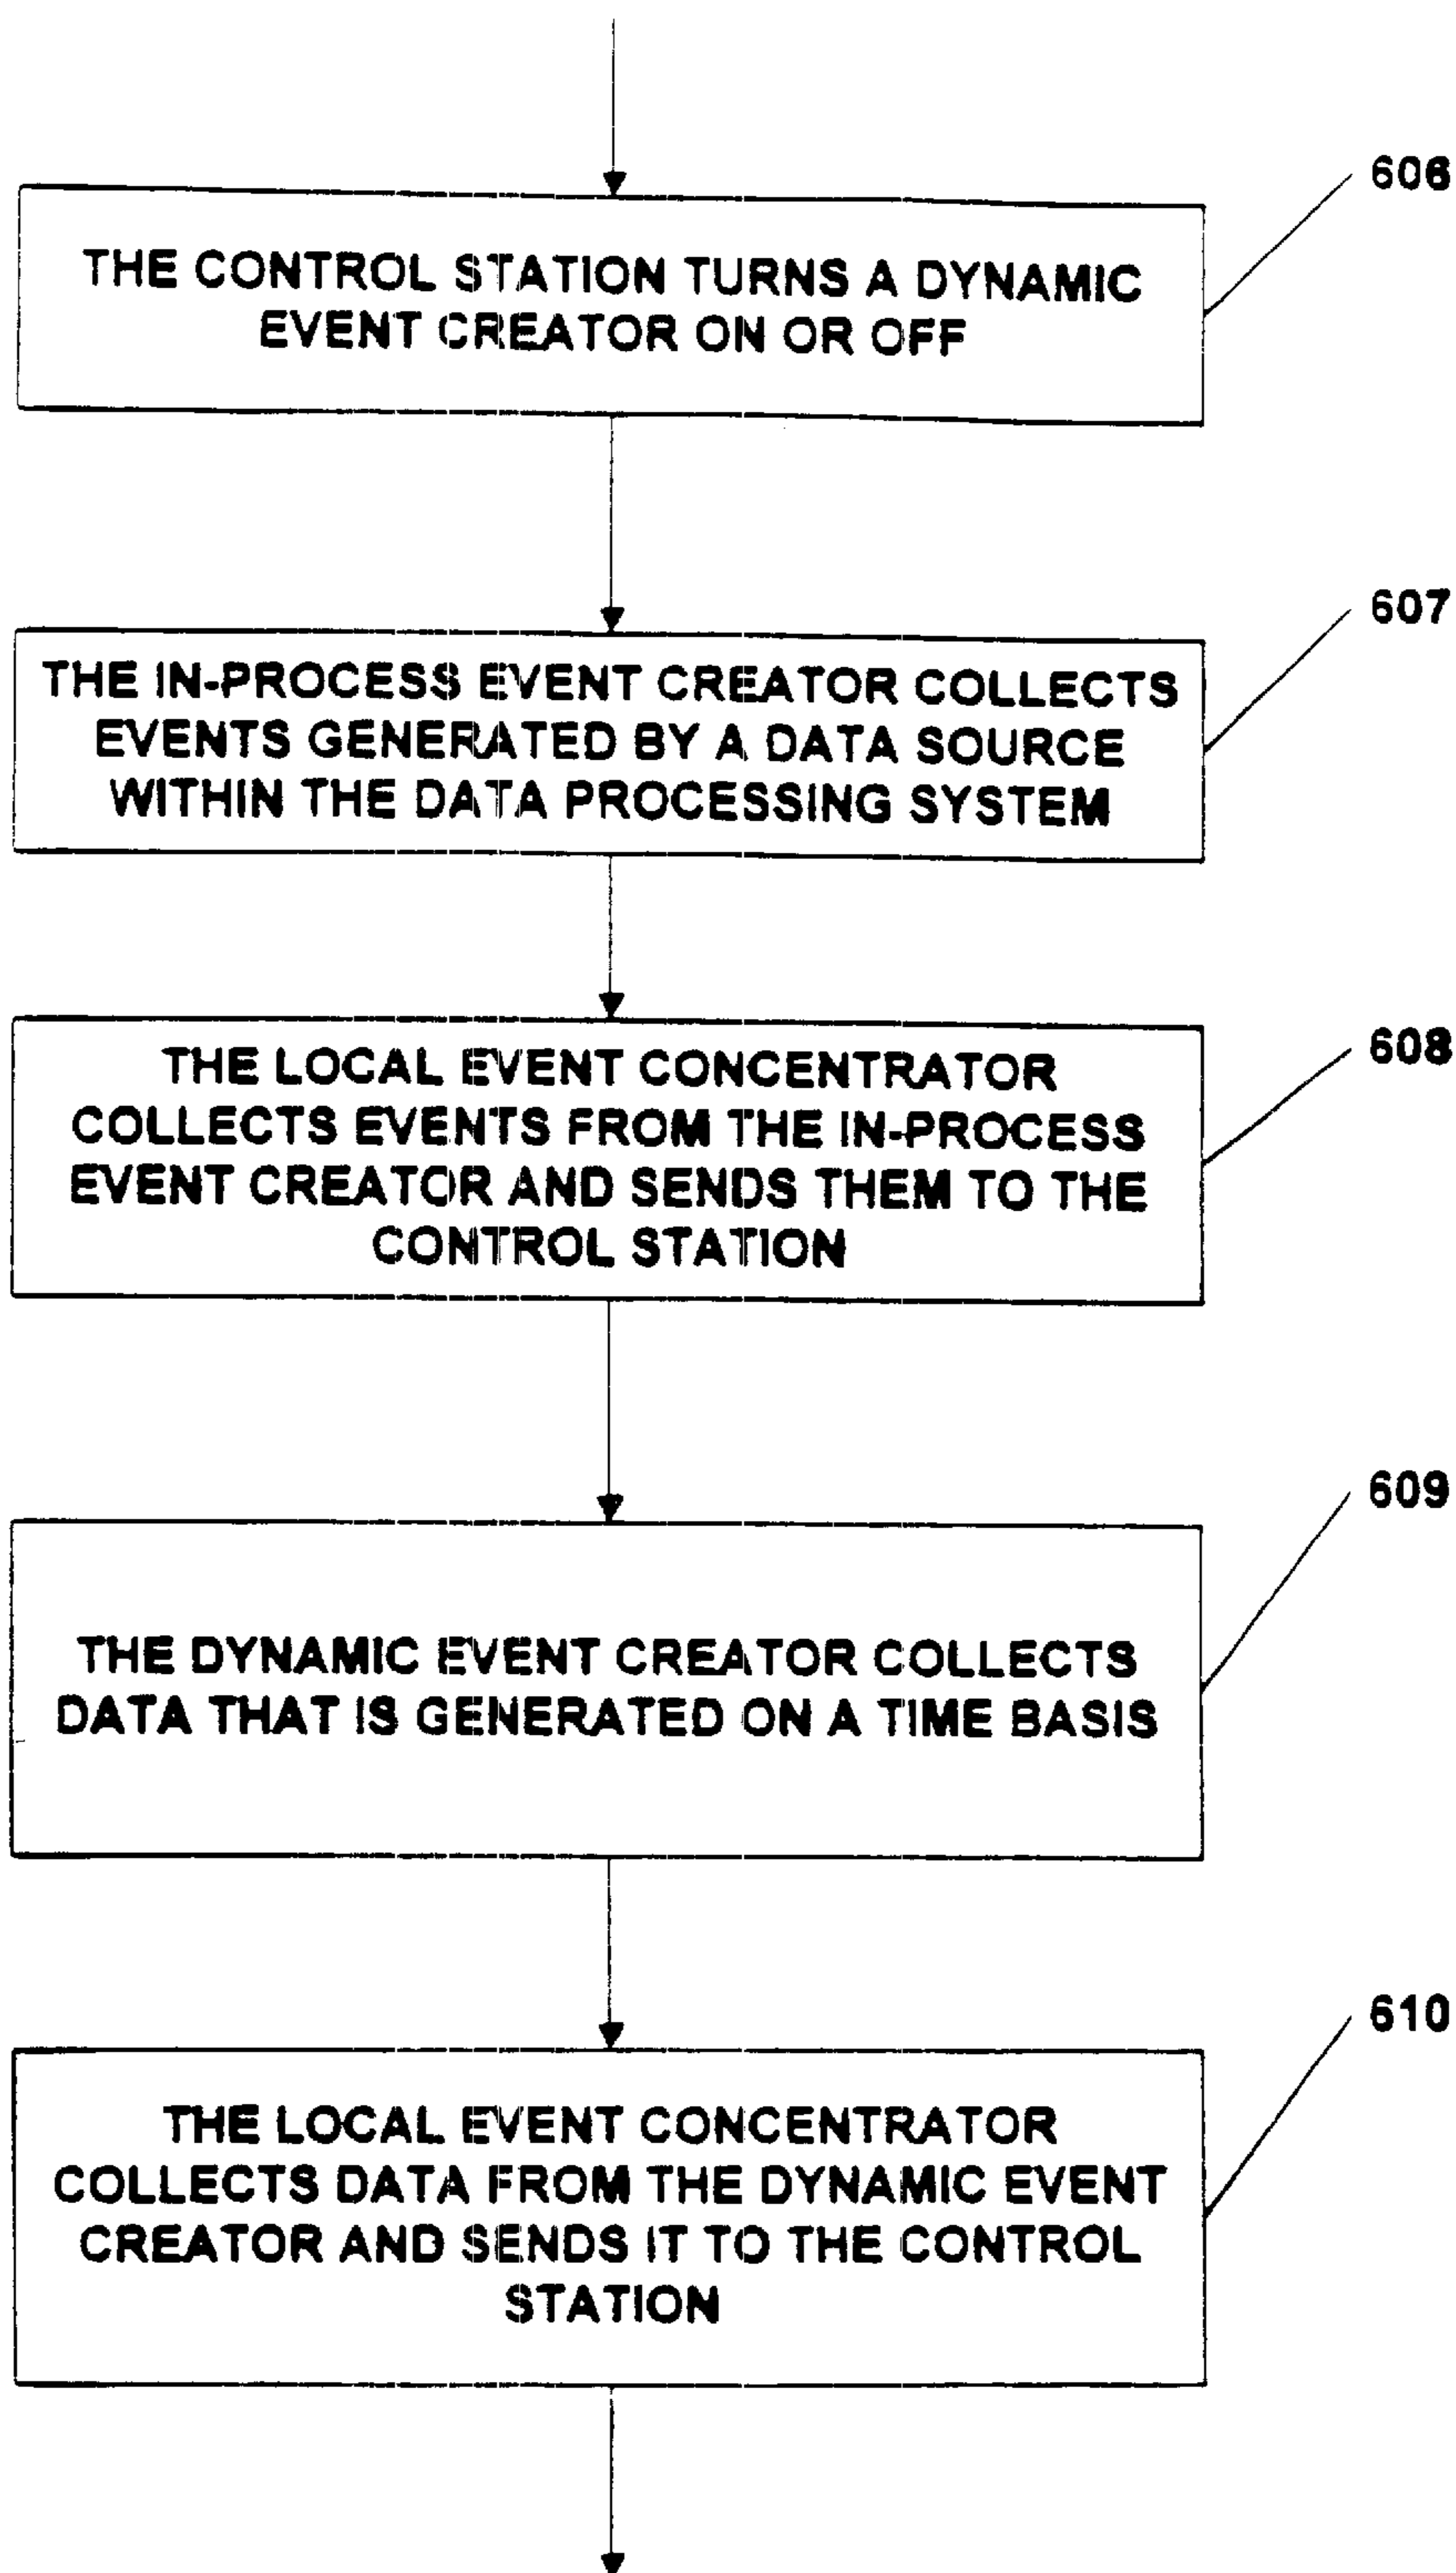 606
THE CONTROL STATION TURNS A DYNAMIC
EVENT CREATOR ON OR OFF
607
THE IN-PROCESS EVENT CREATOR COLLECTS
EVENTS GENERATED BY A DATA SOURCE
WITHIN THE DATA PROCESSING SYSTEM
608
THE LOCAL EVENT CONCENTRATOR
COLLECTS EVENTS FROM THE IN-PROCESS
EVENT CREATOR AND SENDS THEM TO THE
CONTROL STATION
609
THE DYNAMIC EVENT CREATOR COLLECTS
DATA THAT IS GENERATED ON A TIME BASIS
610
THE LOCAL EVENT CONCENTRATOR
COLLECTS DATA FROM THE DYNAMIC EVENT
CREATOR AND SENDS IT TO THE CONTROL
STATION